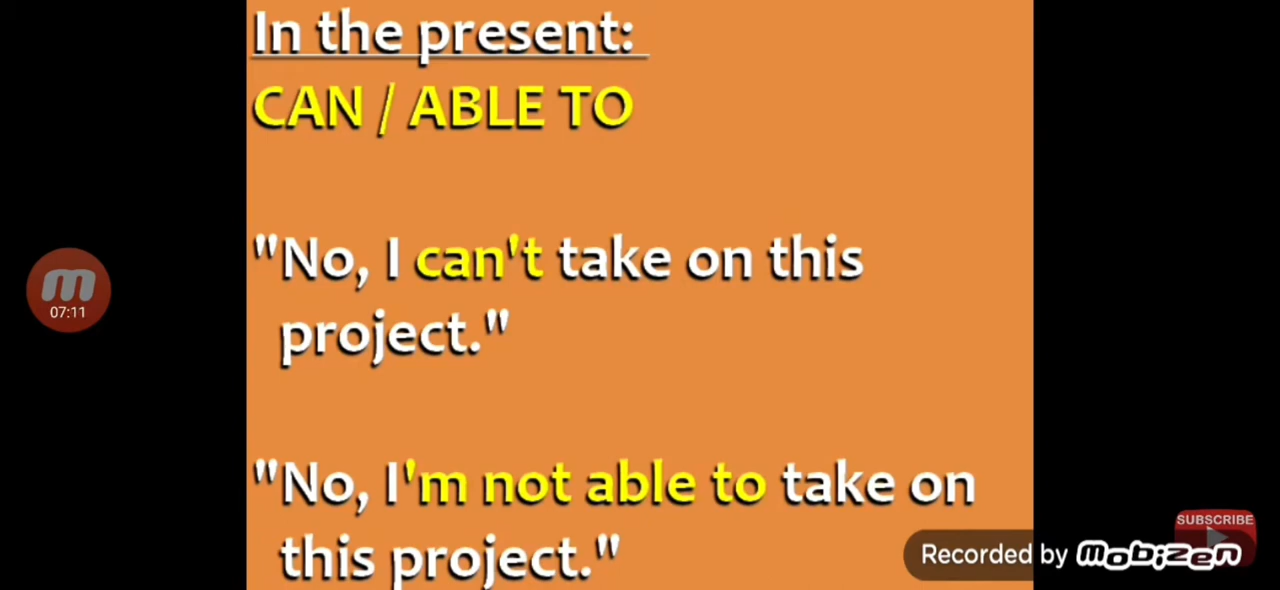 In the present:
CAN / ABLE TO
"No, I can't take on this
project."
"No, I'm not able to take on
this project."
m
07:11
SUBSCRIBE
Recorded by mobizen